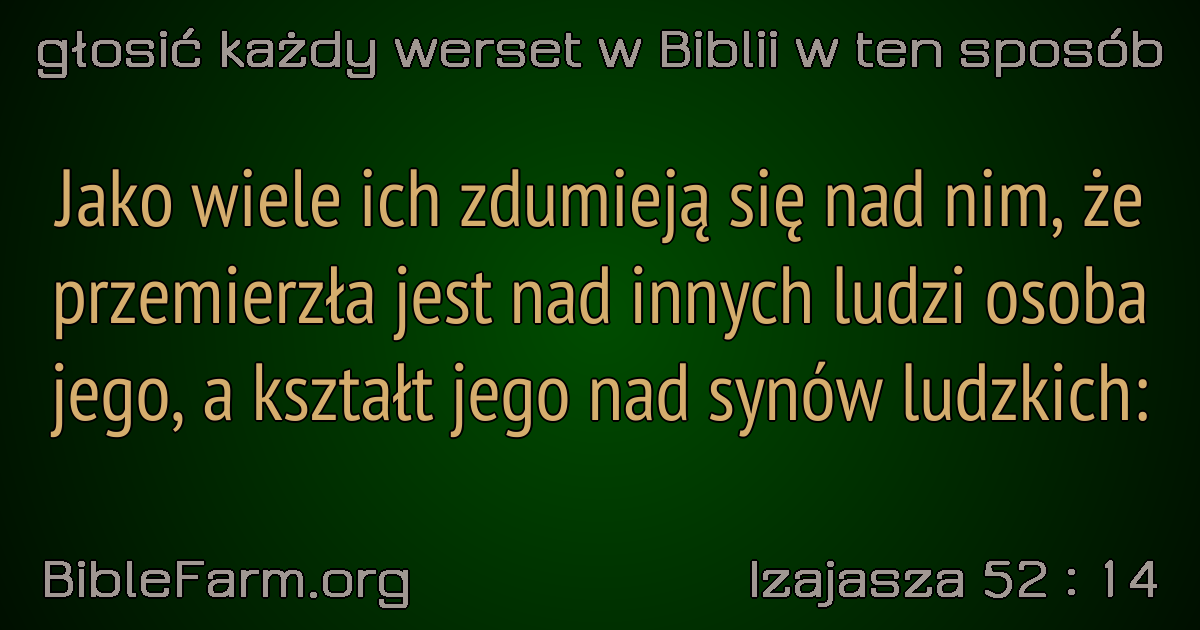 głosić każdy werset w Biblii w ten sposób
Jako wiele ich zdumieją się nad nim, że
przemierzła jest nad innych ludzi osoba
jego, a kształt jego nad synów ludzkich:
BibleFarm.org
Izajasza 52 : 14